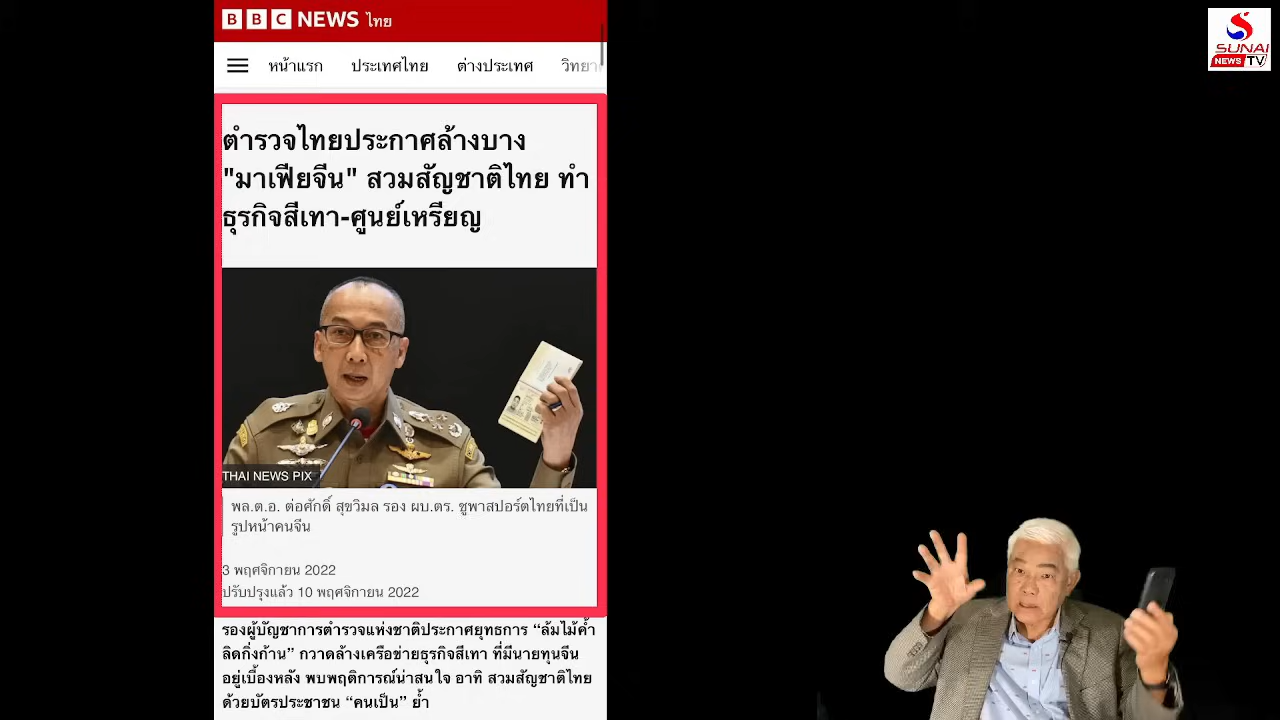 BBC NEWS ไทย
SUNAI
NEWS TV
หน้าแรก ประเทศไทย ต่างประเทศ
ตำรวจไทยประกาศล้างบาง
"มาเฟียจีน" สวมสัญชาติไทย ทำ
ธุรกิจสีเทา-ศูนย์เหรียญ
THAI NEWS PIX
พล.ต.อ. ต่อศักดิ์ สุขวิมล รอง ผบ.ตร. ชูพาสปอร์ตไทยที่เป็น
รูปหน้าคนจีน
3 พฤศจิกายน 2022
ปรับปรุงแล้ว 10 พฤศจิกายน 2022
รองผู้บัญชาการตำรวจแห่งชาติประกาศยุทธการ “ล้มไม้ค้ำ
ลิดกิ่งก้าน” กวาดล้างเครือข่ายธุรกิจสีเทา ที่มีนายทุนจีน
อยู่เบื้องหลัง พบพฤติการณ์น่าสนใจ อาทิ สวมสัญชาติไทย
ด้วยบัตรประชาชน “คนเป็น” ย้ำ